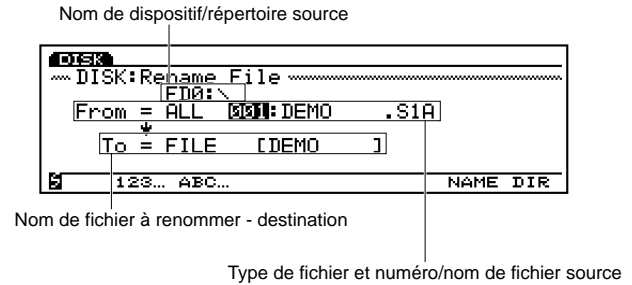 Nom de dispositif/répertoire source
DISK
DISK:Rename File
FD0:\
From = ALL 001:DEMO .S1A
To = FILE [DEMO ]
123... ABC... NAME DIR
Nom de fichier à renommer - destination
Type de fichier et numéro/nom de fichier source